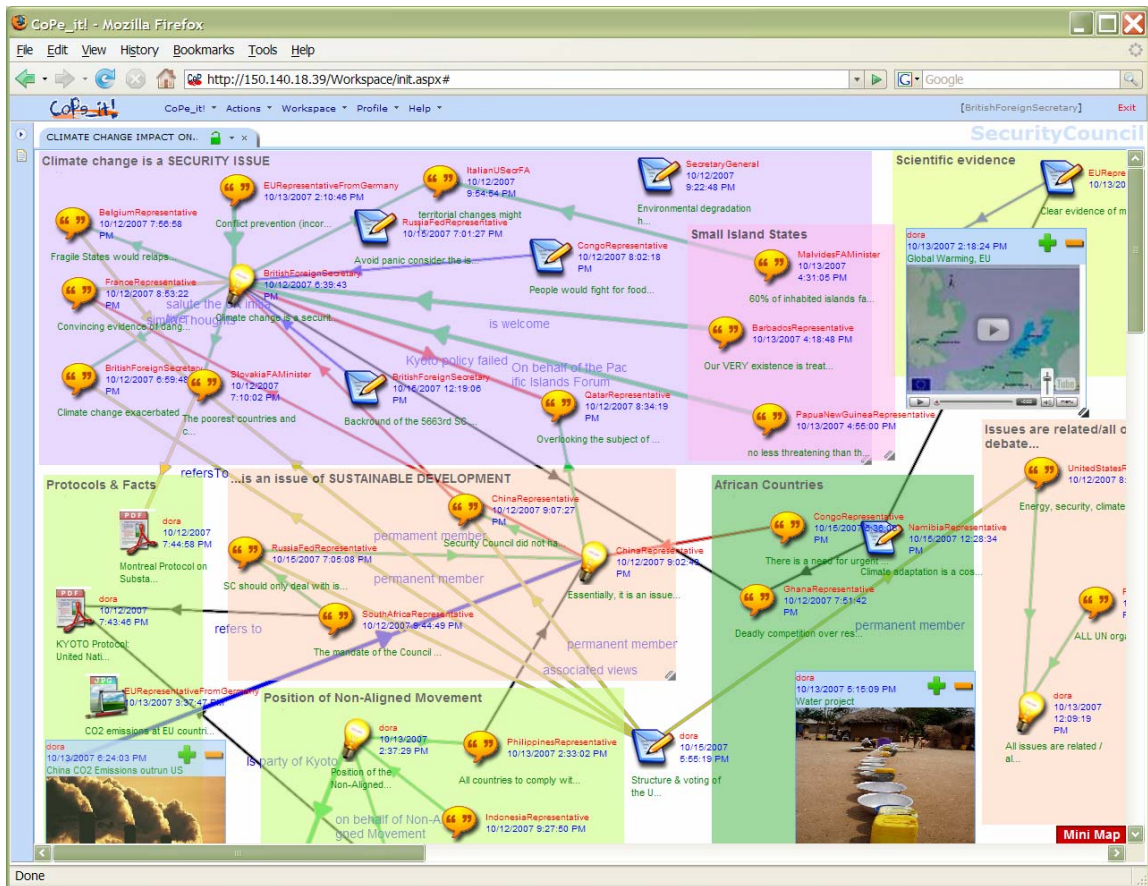 CoPe_it! - Mozilla Firefox
File Edit View History Bookmarks Tools Help
http://150.140.18.39/Workspace/init.aspx#
Google
CoPe_it!
CoPe_it! Actions Workspace Profile Help
[BritishForeignSecretary] Exit
CLIMATE CHANGE IMPACT ON..
SecurityCouncil
Climate change is a SECURITY ISSUE
EURepresentativeFromGermany
10/13/2007 2:10:46 PM
Conflict prevention (incor...
ItalianUSecrFA
10/12/2007
9:54:54 PM
territorial changes might
SecretaryGeneral
10/12/2007
9:22:48 PM
Environmental degradation
h...
BelgiumRepresentative
10/12/2007 7:56:58
PM
Fragile States would relaps...
RussiaFedRepresentative
10/15/2007 7:01:27 PM
Avoid panic consider the is...
CongoRepresentative
10/12/2007 8:02:18
PM
People would fight for food...
FranceRepresentative
10/12/2007 8:53:22
PM
Convincing evidence of dang...
BritishForeignSecretary
10/12/2007 6:39:43
PM
Climate change is a securit...
salute the UK initia
similar Thoughts
is welcome
Kyoto policy failed
On behalf of the Pac
ific Islands Forum
BritishForeignSecretary
10/12/2007 6:59:48
PM
Climate change exacerbated
SlovakiaFAMinister
10/12/2007
7:10:02 PM
The poorest countries and
c...
BritishForeignSecretary
10/16/2007 12:19:06
PM
Backround of the 5663rd SC ...
QatarRepresentative
10/12/2007 8:34:19
PM
Overlooking the subject of ...
Small Island States
MalvidesFAMinister
10/13/2007
4:31:05 PM
60% of inhabited islands fa...
BarbadosRepresentative
10/13/2007 4:18:48 PM
Our VERY existence is treat...
PapuaNewGuineaRepresentative
10/13/2007 4:55:00 PM
no less threatening than th...
Scientific evidence
EURepre
10/13/20
Clear evidence of m
dora
10/13/2007 2:18:24 PM
Global Warming, EU
Tube
Issues are related/all o
debate...
UnitedStatesR
10/12/2007 8:
Energy, security, climate
ALL UN orga
dora
10/13/2007
12:09:19
PM
All issues are related /
al...
Protocols & Facts
refersTo
dora
10/12/2007
7:44:58 PM
Montreal Protocol on
Substa...
dora
10/12/2007
7:43:46 PM
KYOTO Protocol:
United Nati...
refers to
EURepresentativeFromGermany
10/13/2007 3:37:47 PM
CO2 emissions at EU countri...
dora
10/13/2007 6:24:03 PM
China CO2 Emissions outrun US
...is an issue of SUSTAINABLE DEVELOPMENT
ChinaRepresentative
10/12/2007 9:07:27
PM
Security Council did not ha...
permament member
RussiaFedRepresentative
10/15/2007 7:05:08 PM
SC should only deal with is...
permanent member
ChinaRepresentative
10/12/2007 9:02:43
PM
Essentially, it is an issue...
SouthAfricaRepresentative
10/12/2007 9:44:49 PM
The mandate of the Council ...
permanent member
associated views
African Countries
CongoRepresentative
PM
There is a need for urgent ...
NamibiaRepresentative
10/15/2007 12:28:34
PM
Climate adaptation is a cos...
GhanaRepresentative
10/12/2007 7:51:42
PM
Deadly competition over res...
permanent member
dora
10/13/2007 5:15:09 PM
Water project
Position of Non-Aligned Movement
dora
10/13/2007
2:37:29 PM
Position of the
Non-Aligned...
is party of Kyoto
PhilippinesRepresentative
10/13/2007 2:33:02 PM
All countries to comply wit...
on behalf of Non-A
gned Movement
IndonesiaRepresentative
10/12/2007 9:27:50 PM
dora
10/15/2007
5:55:19 PM
Structure & voting of
the U...
Mini Map
Done